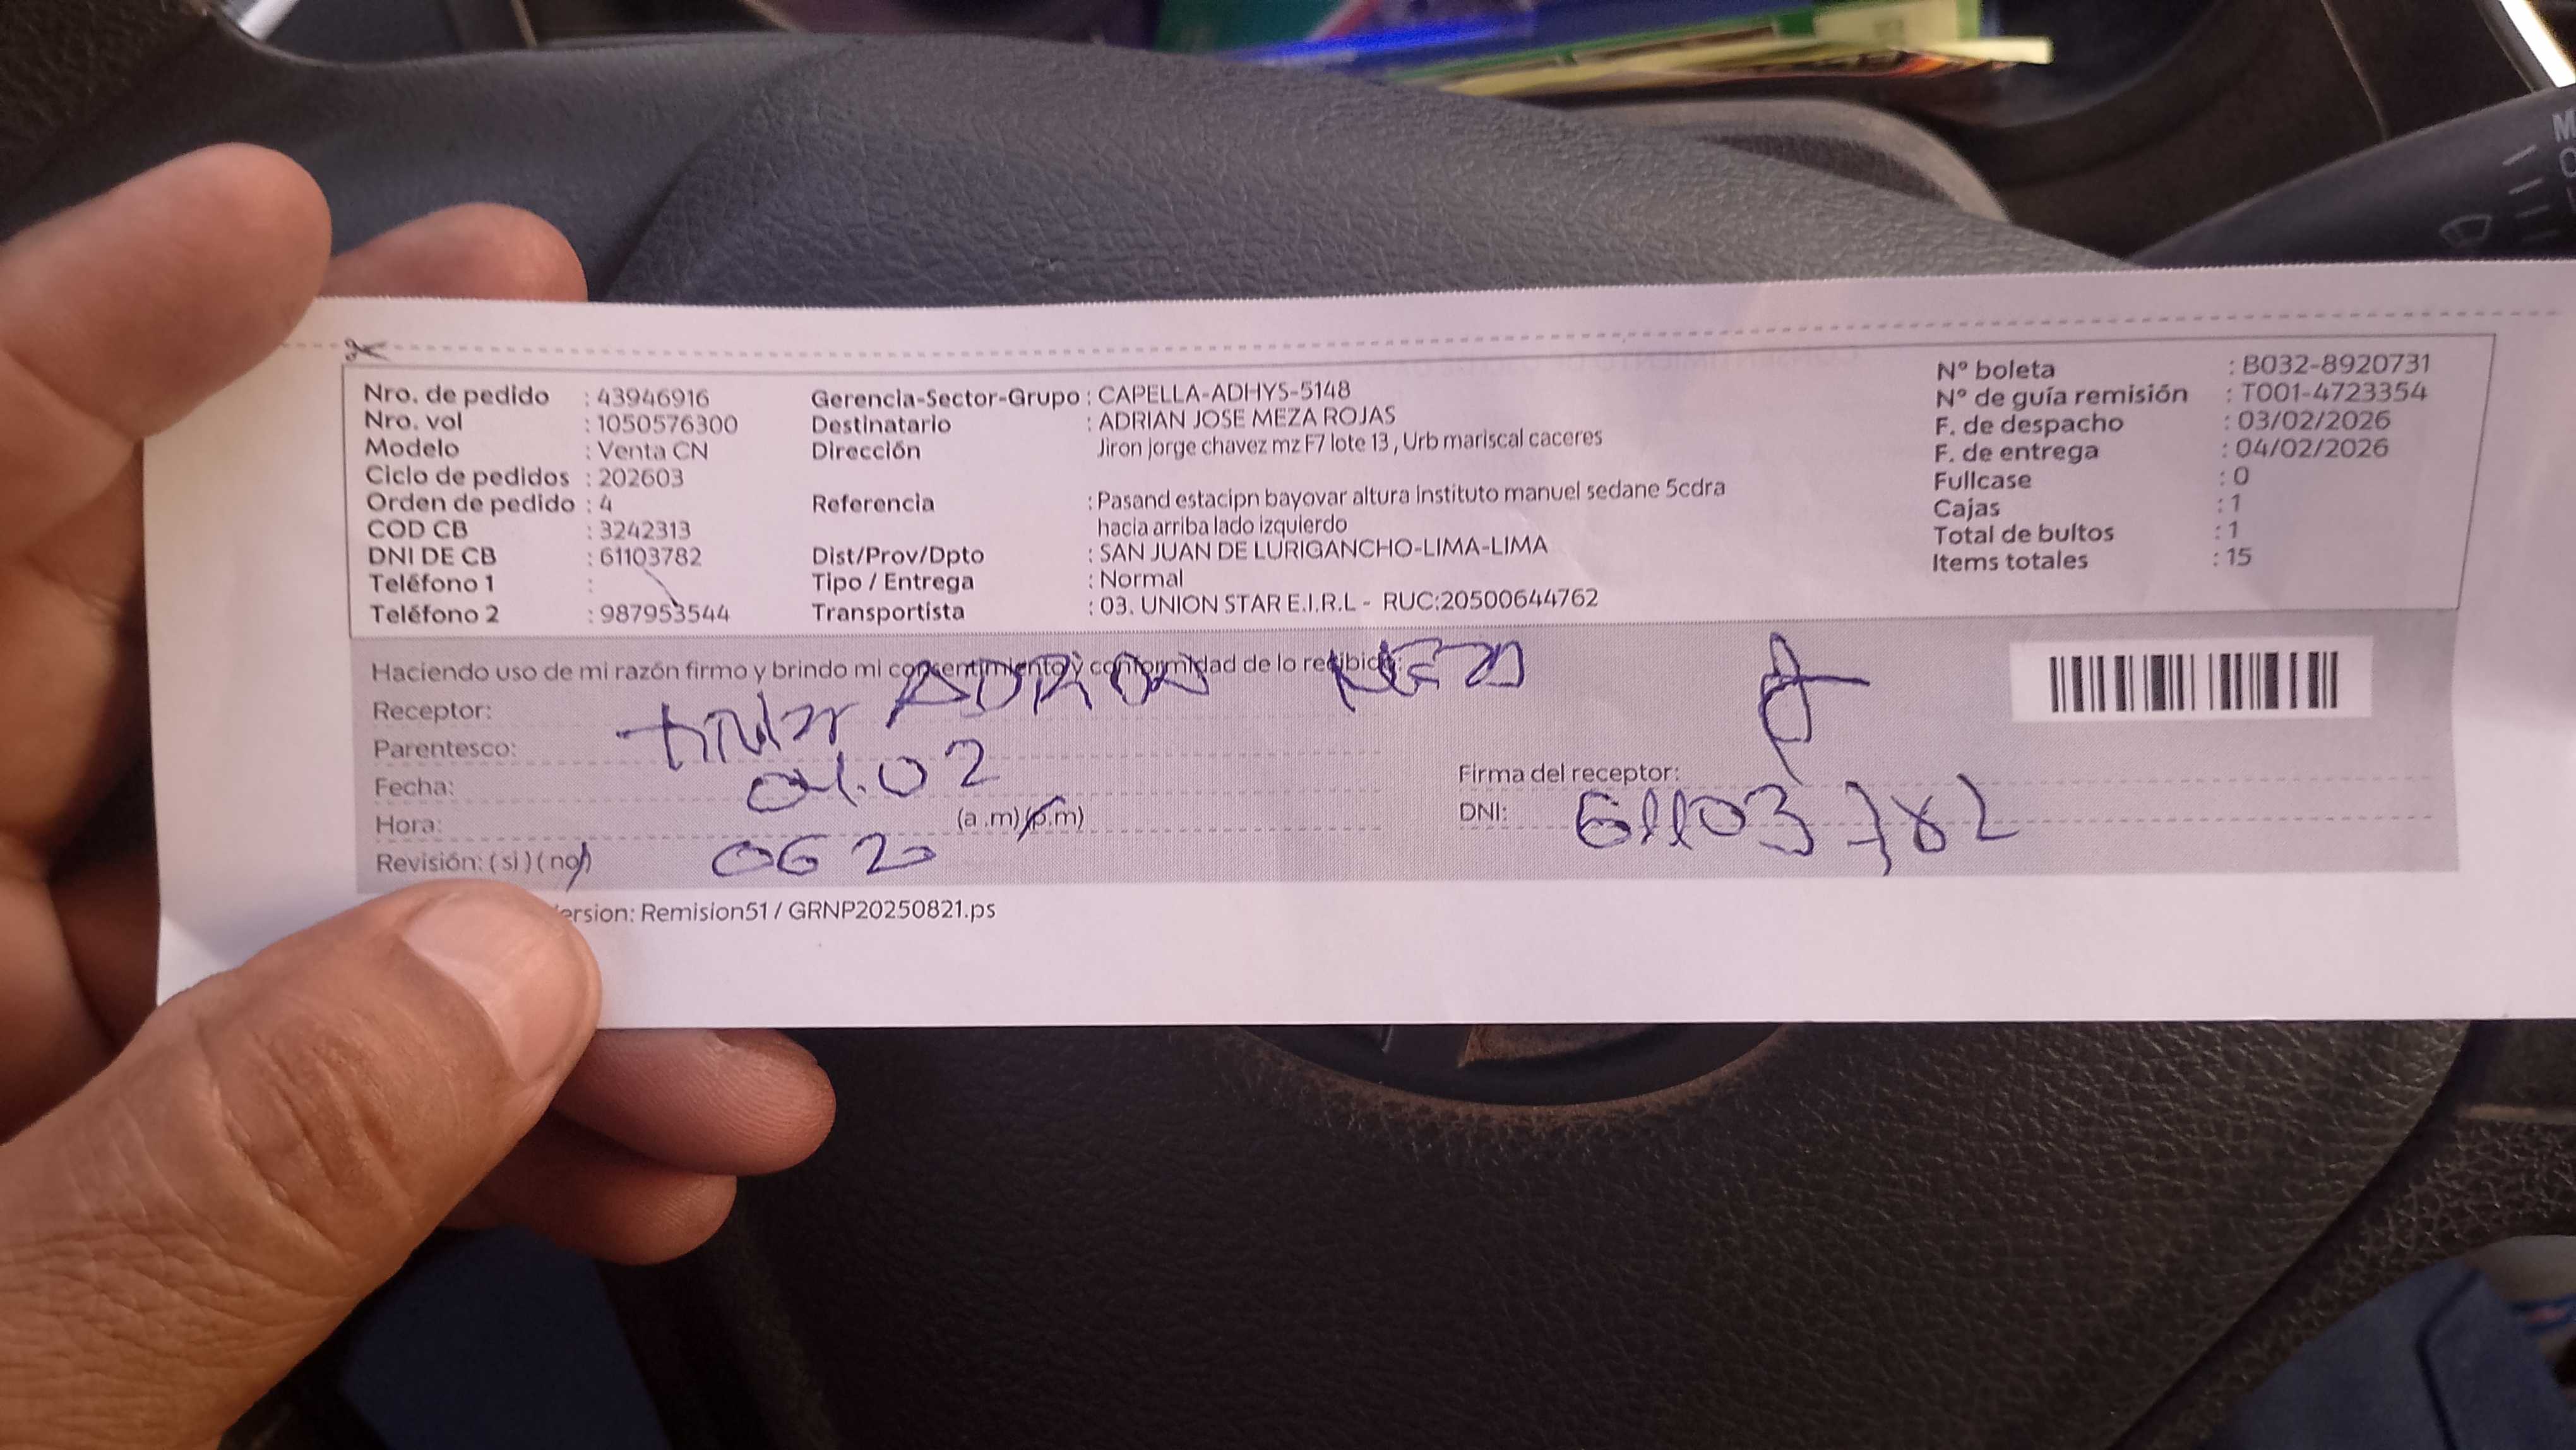 Nro. de pedido : 43946916
Nro. vol : 1050576300
Modelo : Venta CN
Ciclo de pedidos : 202603
Orden de pedido : 4
COD CB : 3242313
DNI DE CB : 61103782
Teléfono 1 :
Teléfono 2 : 987953544
Gerencia-Sector-Grupo : CAPELLA-ADHYS-5148
Destinatario : ADRIAN JOSE MEZA ROJAS
Dirección Jiron jorge chavez mz F7 lote 13 , Urb mariscal caceres
Referencia : Pasand estacipn bayovar altura instituto manuel sedane 5cdra
hacia arriba lado izquierdo
Dist/Prov/Dpto : SAN JUAN DE LURIGANCHO-LIMA-LIMA
Tipo / Entrega : Normal
Transportista : 03. UNION STAR E.I.R.L - RUC:20500644762
Nº boleta : B032-8920731
Nº de guía remisión : T001-4723354
F. de despacho : 03/02/2026
F. de entrega : 04/02/2026
Fullcase : 0
Cajas : 1
Total de bultos : 1
Items totales : 15
Haciendo uso de mi razón firmo y brindo mi consentimiento y conformidad de lo recibido:
Receptor:
Parentesco: titular
Fecha: 04.02
Hora: (a .m)(p.m)
0620
Revisión: ( si ) ( no )
Firma del receptor:
DNI: 61103782
ersion: Remision51 / GRNP20250821.ps